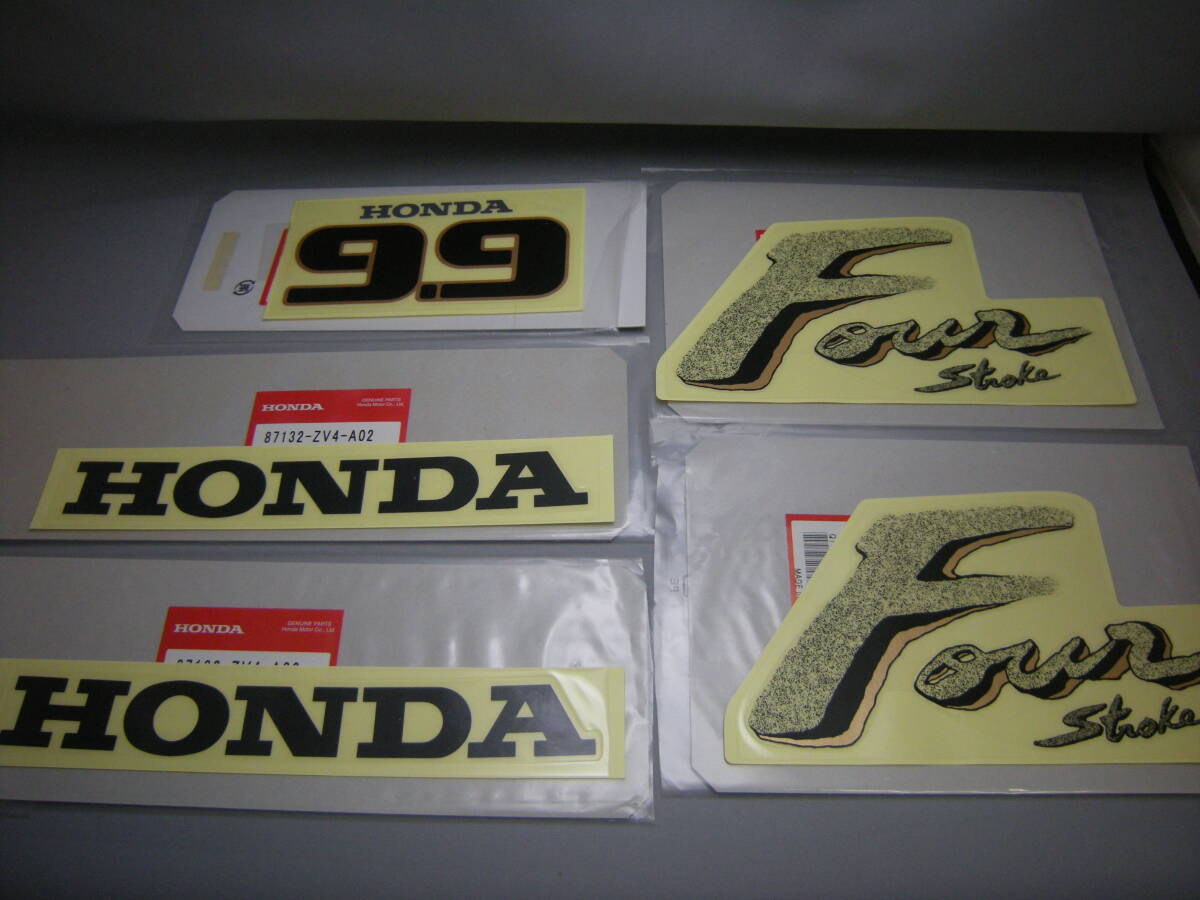 HONDA
9.9
HONDA
GENUINE PARTS
Honda Motor Co., Ltd.
87132-ZV4-A02
HONDA
HONDA
GENUINE PARTS
Honda Motor Co., Ltd.
HONDA
Four
Stroke
Four
Stroke